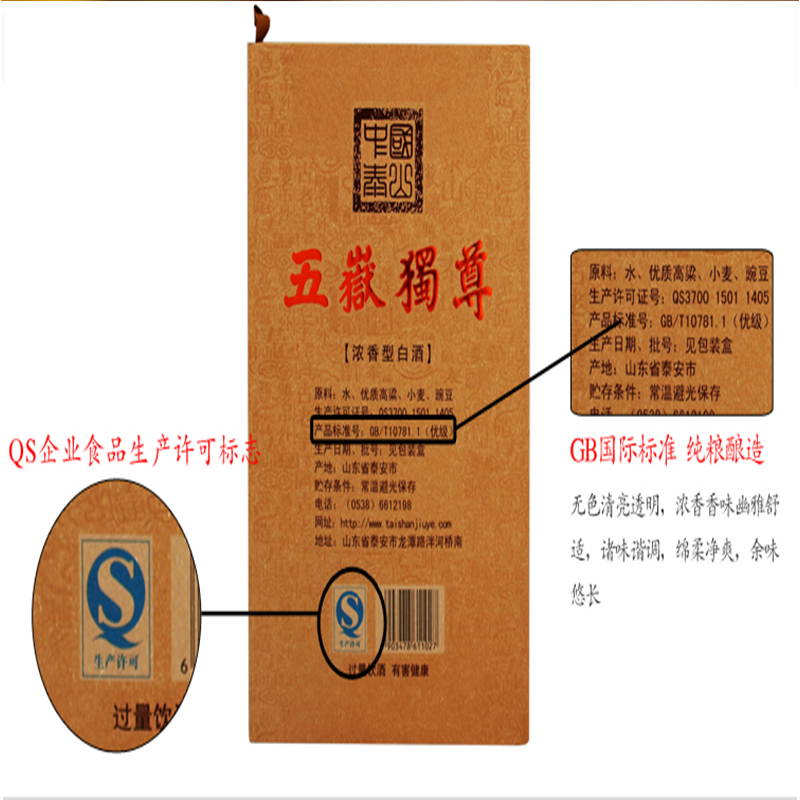 中國
泰山
五嶽獨尊
【浓香型白酒】
原料：水、优质高粱、小麦、豌豆
生产许可证号：QS3700 1501 1405
产品标准号：GB/T10781.1（优级）
生产日期、批号：见包装盒
产地：山东省泰安市
贮存条件：常温避光保存
电话：（0538）6612198
网址：http://www.taishanjiuye.com
地址：山东省泰安市龙潭路洋河桥南
生产许可
903478 611027
过量饮酒 有害健康
QS企业食品生产许可标志
生产许可
6
过量饮
原料：水、优质高粱、小麦、豌豆
生产许可证号：QS3700 1501 1405
产品标准号：GB/T10781.1（优级）
生产日期、批号：见包装盒
产地：山东省泰安市
贮存条件：常温避光保存
电话：（0538）6612198
GB国际标准 纯粮酿造
无色清亮透明，浓香香味幽雅舒
适，诸味谐调，绵柔净爽，余味
悠长